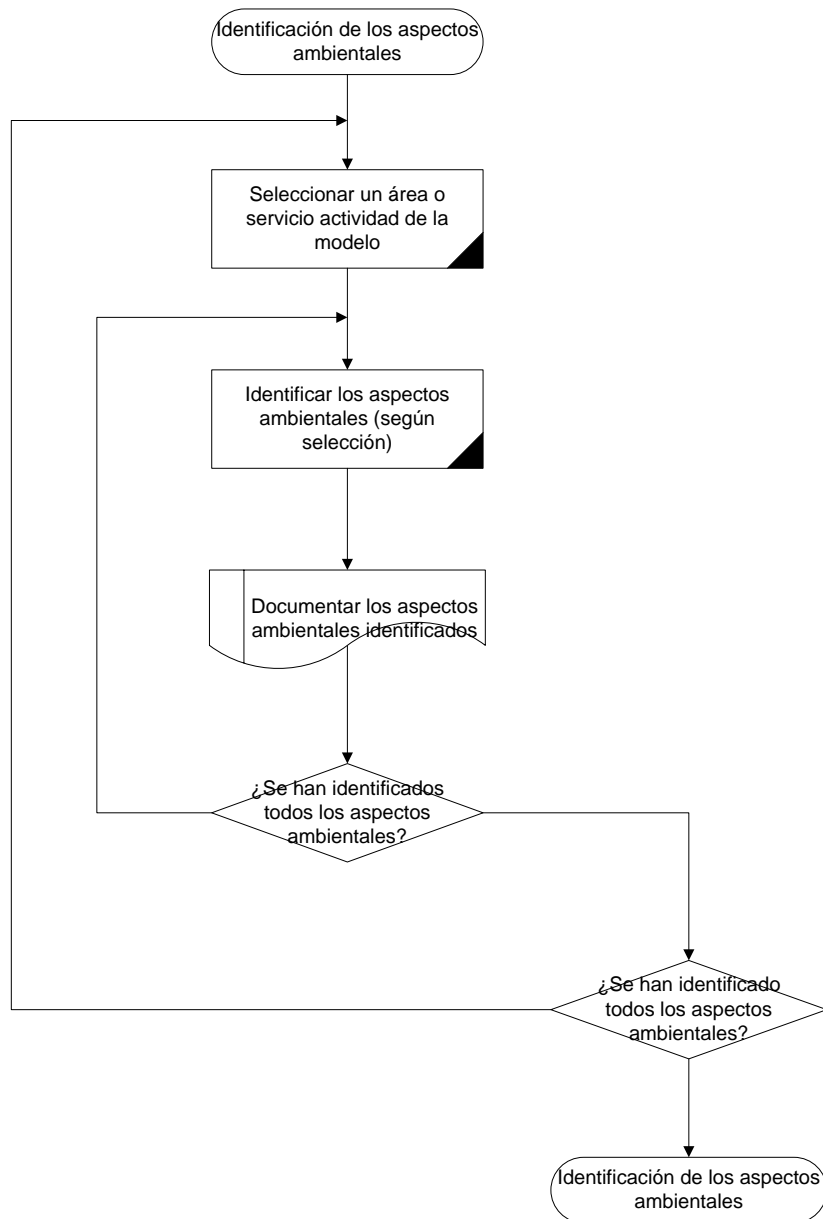 Identificación de los aspectos
ambientales
Seleccionar un área o
servicio actividad de la
modelo
Identificar los aspectos
ambientales (según
selección)
Documentar los aspectos
ambientales identificados
¿Se han identificados
todos los aspectos
ambientales?
¿Se han identificado
todos los aspectos
ambientales?
Identificación de los aspectos
ambientales